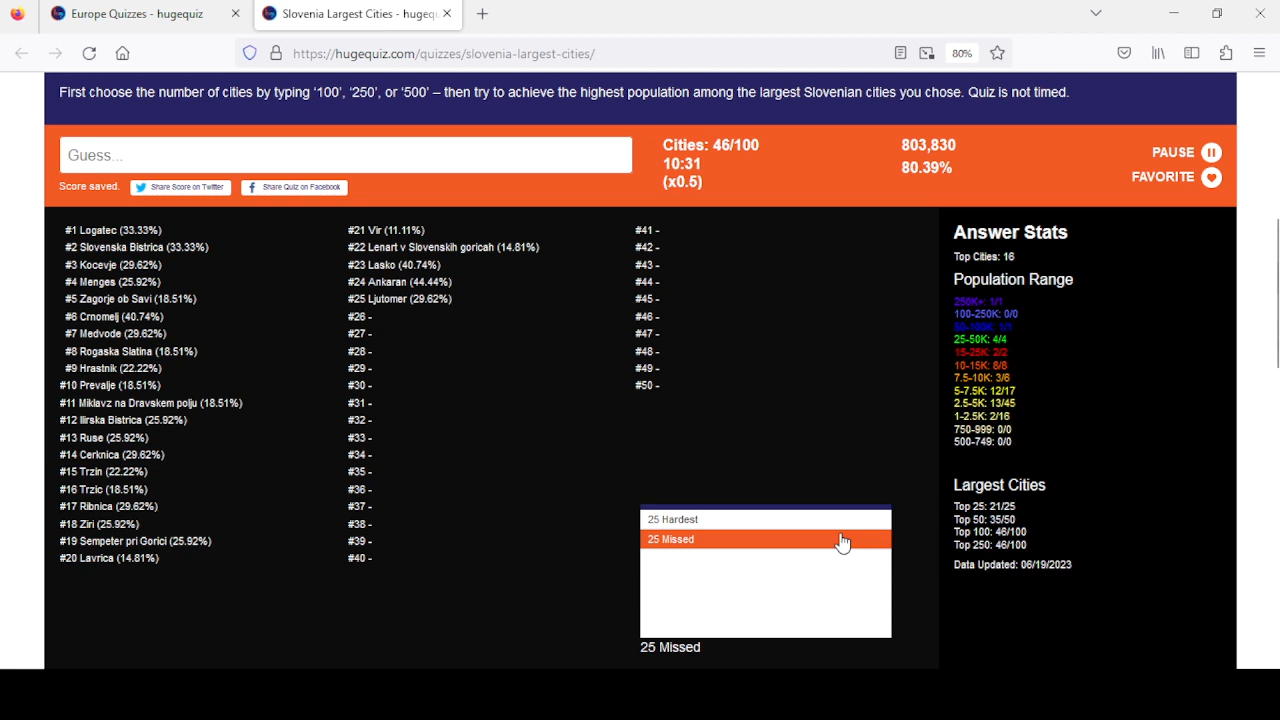 Europe Quizzes - hugequiz
Slovenia Largest Cities - hugequ
https://hugequiz.com/quizzes/slovenia-largest-cities/
80%
First choose the number of cities by typing '100', '250', or '500' – then try to achieve the highest population among the largest Slovenian cities you chose. Quiz is not timed.
Guess...
Cities: 46/100
10:31
(x0.5)
803,830
80.39%
PAUSE
FAVORITE
Score saved.
Share Score on Twitter
Share Quiz on Facebook
#1 Logatec (33.33%)
#2 Slovenska Bistrica (33.33%)
#3 Kocevje (29.62%)
#4 Menges (25.92%)
#5 Zagorje ob Savi (18.51%)
#6 Crnomelj (40.74%)
#7 Medvode (29.62%)
#8 Rogaska Slatina (18.51%)
#9 Hrastnik (22.22%)
#10 Prevalje (18.51%)
#11 Miklavz na Dravskem polju (18.51%)
#12 Ilirska Bistrica (25.92%)
#13 Ruse (25.92%)
#14 Cerknica (29.62%)
#15 Trzin (22.22%)
#16 Trzic (18.51%)
#17 Ribnica (29.62%)
#18 Ziri (25.92%)
#19 Sempeter pri Gorici (25.92%)
#20 Lavrica (14.81%)
#21 Vir (11.11%)
#22 Lenart v Slovenskih goricah (14.81%)
#23 Lasko (40.74%)
#24 Ankaran (44.44%)
#25 Ljutomer (29.62%)
#26 -
#27 -
#28 -
#29 -
#30 -
#31 -
#32 -
#33 -
#34 -
#35 -
#36 -
#37 -
#38 -
#39 -
#40 -
#41 -
#42 -
#43 -
#44 -
#45 -
#46 -
#47 -
#48 -
#49 -
#50 -
25 Hardest
25 Missed
25 Missed
Answer Stats
Top Cities: 16
Population Range
250K+: 1/1
100-250K: 0/0
50-100K: 1/1
25-50K: 4/4
15-25K: 2/2
10-15K: 8/8
7.5-10K: 3/6
5-7.5K: 12/17
2.5-5K: 13/45
1-2.5K: 2/16
750-999: 0/0
500-749: 0/0
Largest Cities
Top 25: 21/25
Top 50: 35/50
Top 100: 46/100
Top 250: 46/100
Data Updated: 06/19/2023